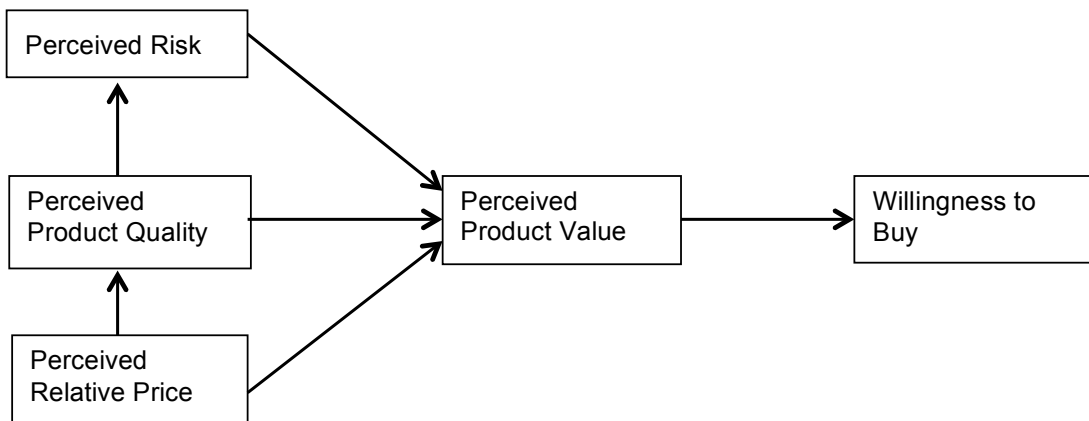 Perceived Risk
Perceived
Product Quality
Perceived
Product Value
Willingness to
Buy
Perceived
Relative Price